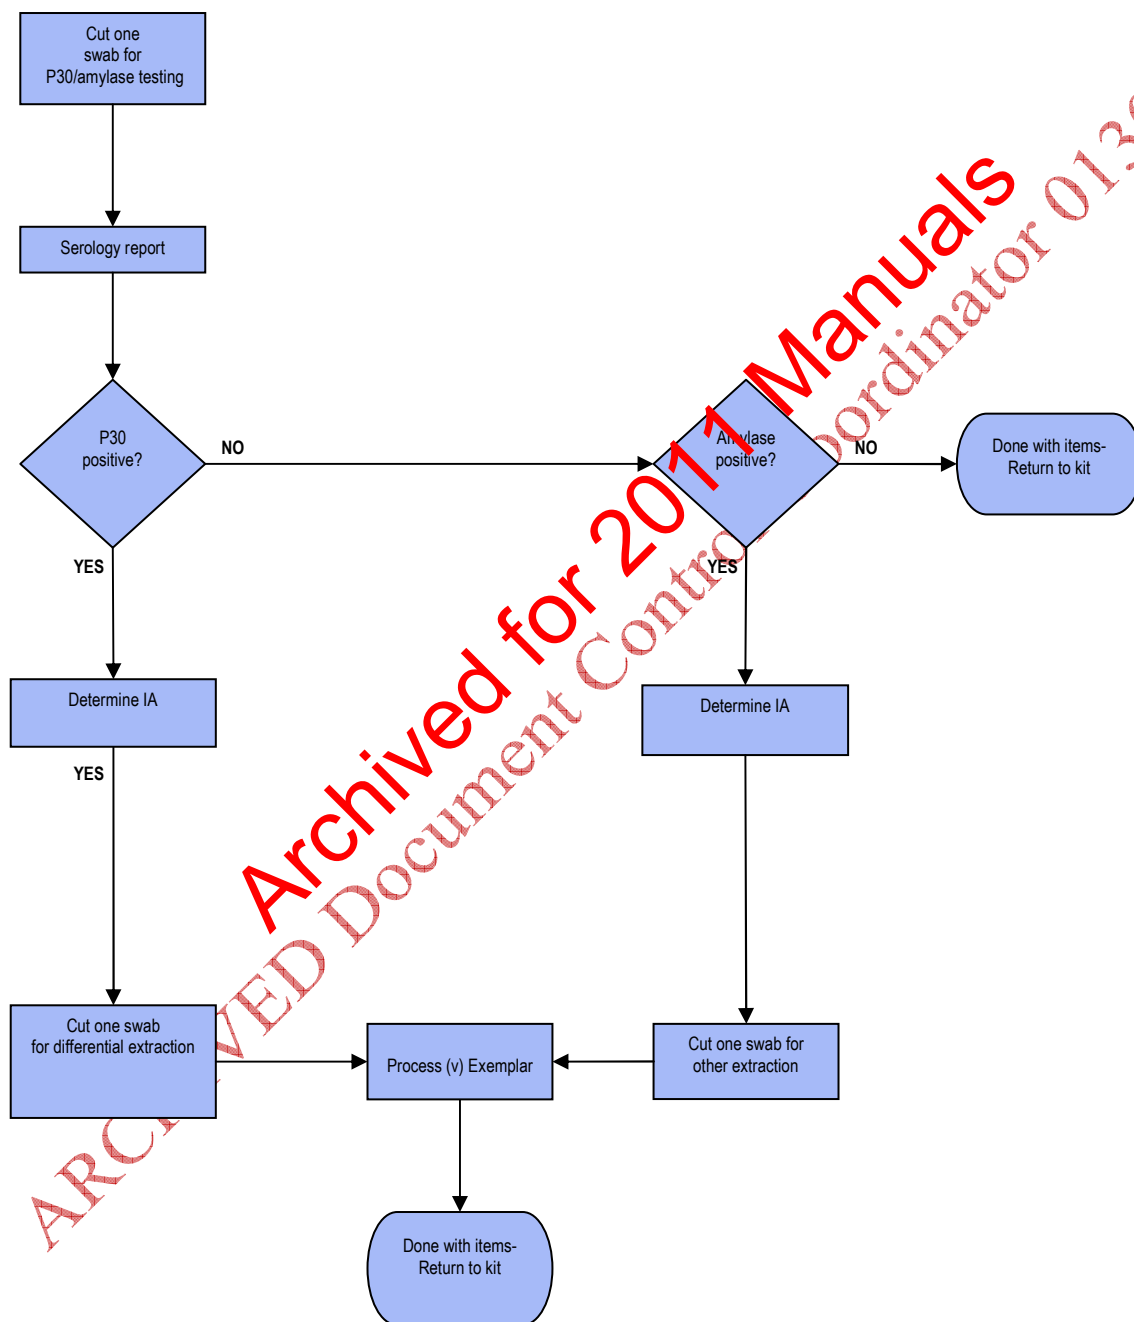 Cut one
swab for
P30/amylase testing
Serology report
P30
positive?
NO
Amylase
positive?
NO
Done with items-
Return to kit
YES
YES
Determine IA
Determine IA
YES
Cut one swab
for differential extraction
Process (v) Exemplar
Cut one swab for
other extraction
Done with items-
Return to kit
Archived for 2011 Manuals
Document Control